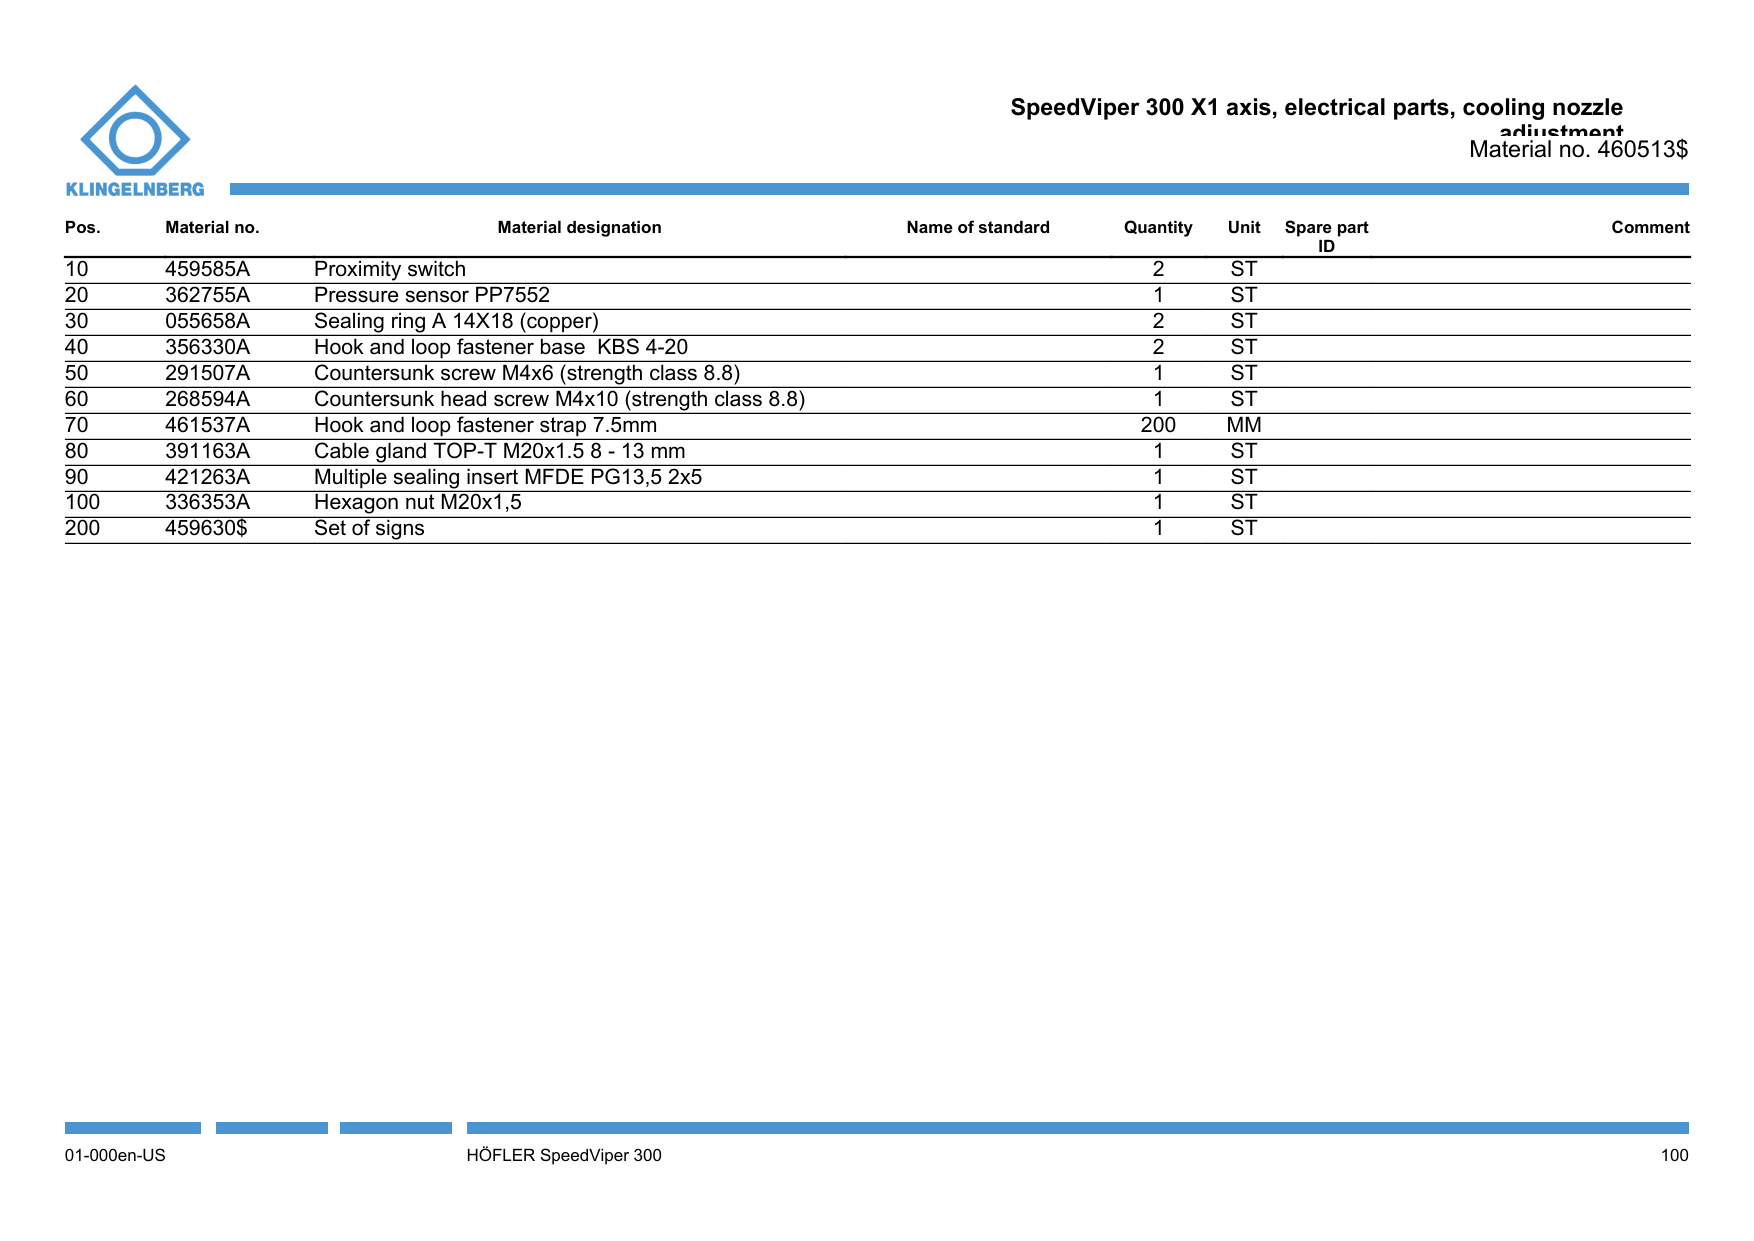 SpeedViper 300 X1 axis, electrical parts, cooling nozzle
adjustment
Material no. 460513$
KLINGELNBERG
Pos. Material no. Material designation Name of standard Quantity Unit Spare part ID Comment
10 459585A Proximity switch 2 ST
20 362755A Pressure sensor PP7552 1 ST
30 055658A Sealing ring A 14X18 (copper) 2 ST
40 356330A Hook and loop fastener base  KBS 4-20 2 ST
50 291507A Countersunk screw M4x6 (strength class 8.8) 1 ST
60 268594A Countersunk head screw M4x10 (strength class 8.8) 1 ST
70 461537A Hook and loop fastener strap 7.5mm 200 MM
80 391163A Cable gland TOP-T M20x1.5 8 - 13 mm 1 ST
90 421263A Multiple sealing insert MFDE PG13,5 2x5 1 ST
100 336353A Hexagon nut M20x1,5 1 ST
200 459630$ Set of signs 1 ST
01-000en-US HÖFLER SpeedViper 300 100